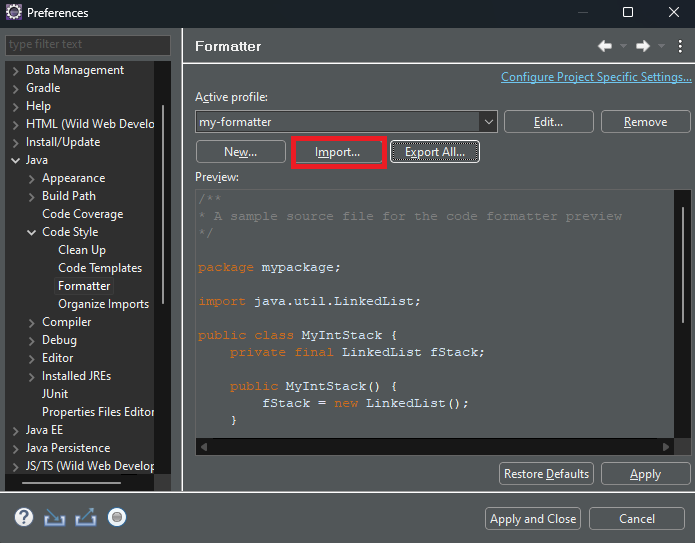 Preferences
type filter text
Data Management
Gradle
Help
HTML (Wild Web Develo
Install/Update
Java
Appearance
Build Path
Code Coverage
Code Style
Clean Up
Code Templates
Formatter
Organize Imports
Compiler
Debug
Editor
Installed JREs
JUnit
Properties Files Editor
Java EE
Java Persistence
JS/TS (Wild Web Develop
Formatter
Configure Project Specific Settings...
Active profile:
my-formatter
Edit...
Remove
New...
Import...
Export All...
Preview:
/**
* A sample source file for the code formatter preview
*/
package mypackage;
import java.util.LinkedList;
public class MyIntStack {
private final LinkedList fStack;
public MyIntStack() {
fStack = new LinkedList();
}
Restore Defaults
Apply
?
Apply and Close
Cancel